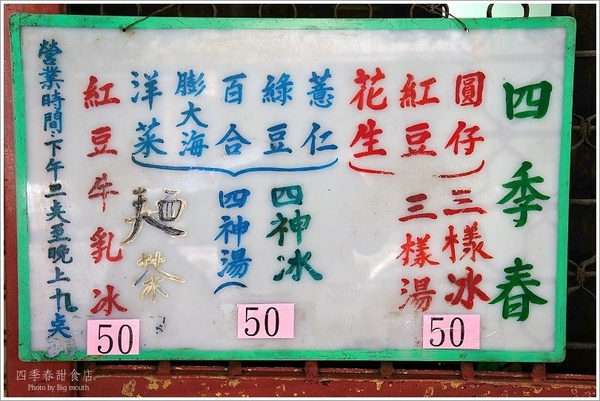 四季春
圓仔
紅豆
花生
三樣冰
三樣湯
50
薏仁
綠豆
百合
膨大海
洋菜
四神冰
四神湯(
50
麵茶
紅豆牛乳冰
50
營業時間:下午二点至晚上九点
四季春甜食店
Photo by Big mouth